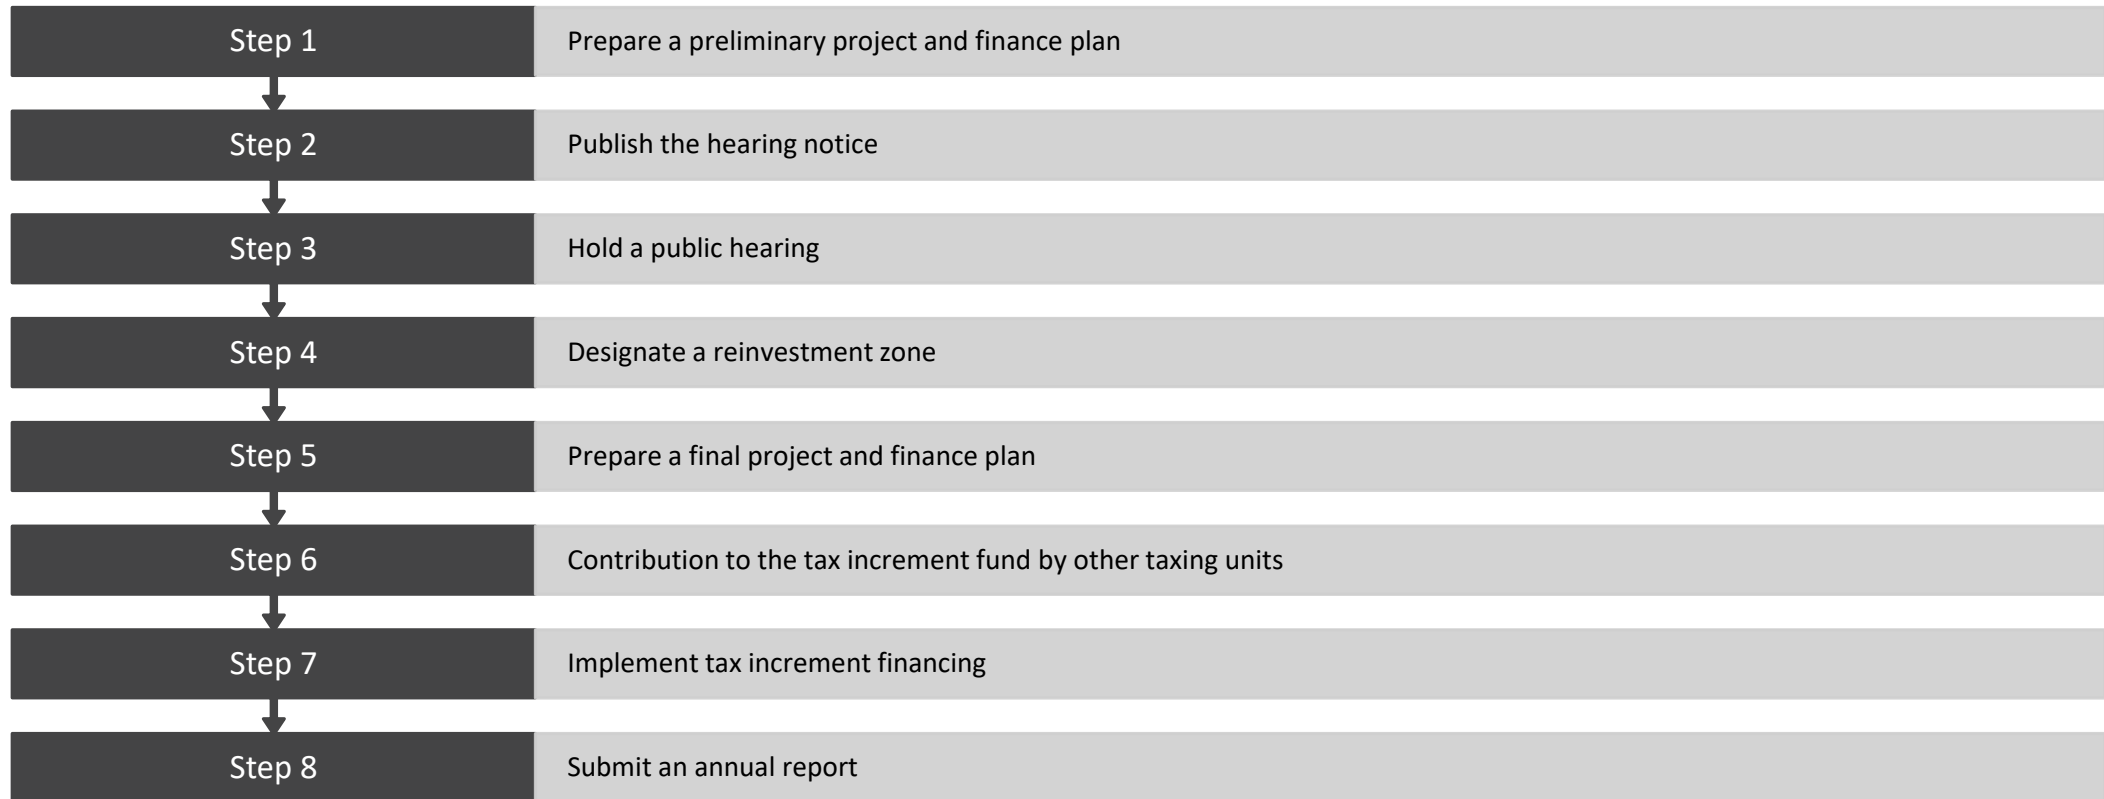 Step 1 Prepare a preliminary project and finance plan
Step 2 Publish the hearing notice
Step 3 Hold a public hearing
Step 4 Designate a reinvestment zone
Step 5 Prepare a final project and finance plan
Step 6 Contribution to the tax increment fund by other taxing units
Step 7 Implement tax increment financing
Step 8 Submit an annual report